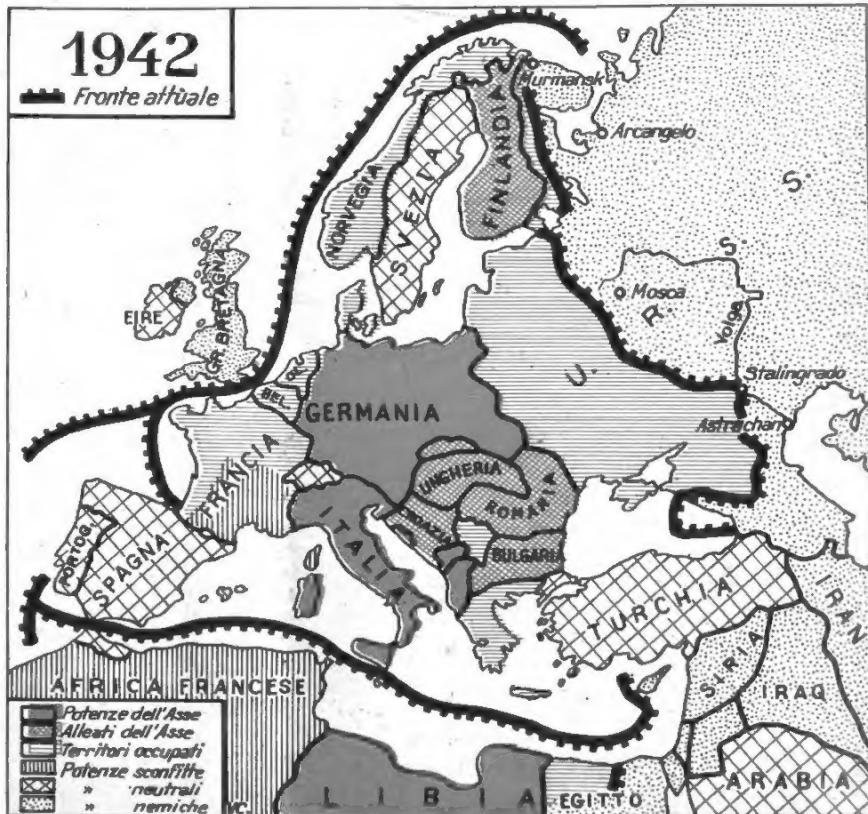 1942
Fronte attuale
Murmansk
Arcangelo
FINLANDIA
NORVEGIA
SVEZIA
U. R. S. S.
Mosca
Volga
Stalingrado
Astrachan
EIRE
GR. BRETAGNA
OL.
BEL.
GERMANIA
FRANCIA
UNGHERIA
ROMANIA
CROAZIA
BULGARIA
ITALIA
PORTOG.
SPAGNA
TURCHIA
SIRIA
IRAQ
IRAN
ARABIA
AFRICA FRANCESE
LIBIA
EGITTO
Potenze dell'Asse
Alleati dell'Asse
Territori occupati
Potenze sconfitte
» neutrali
» nemiche